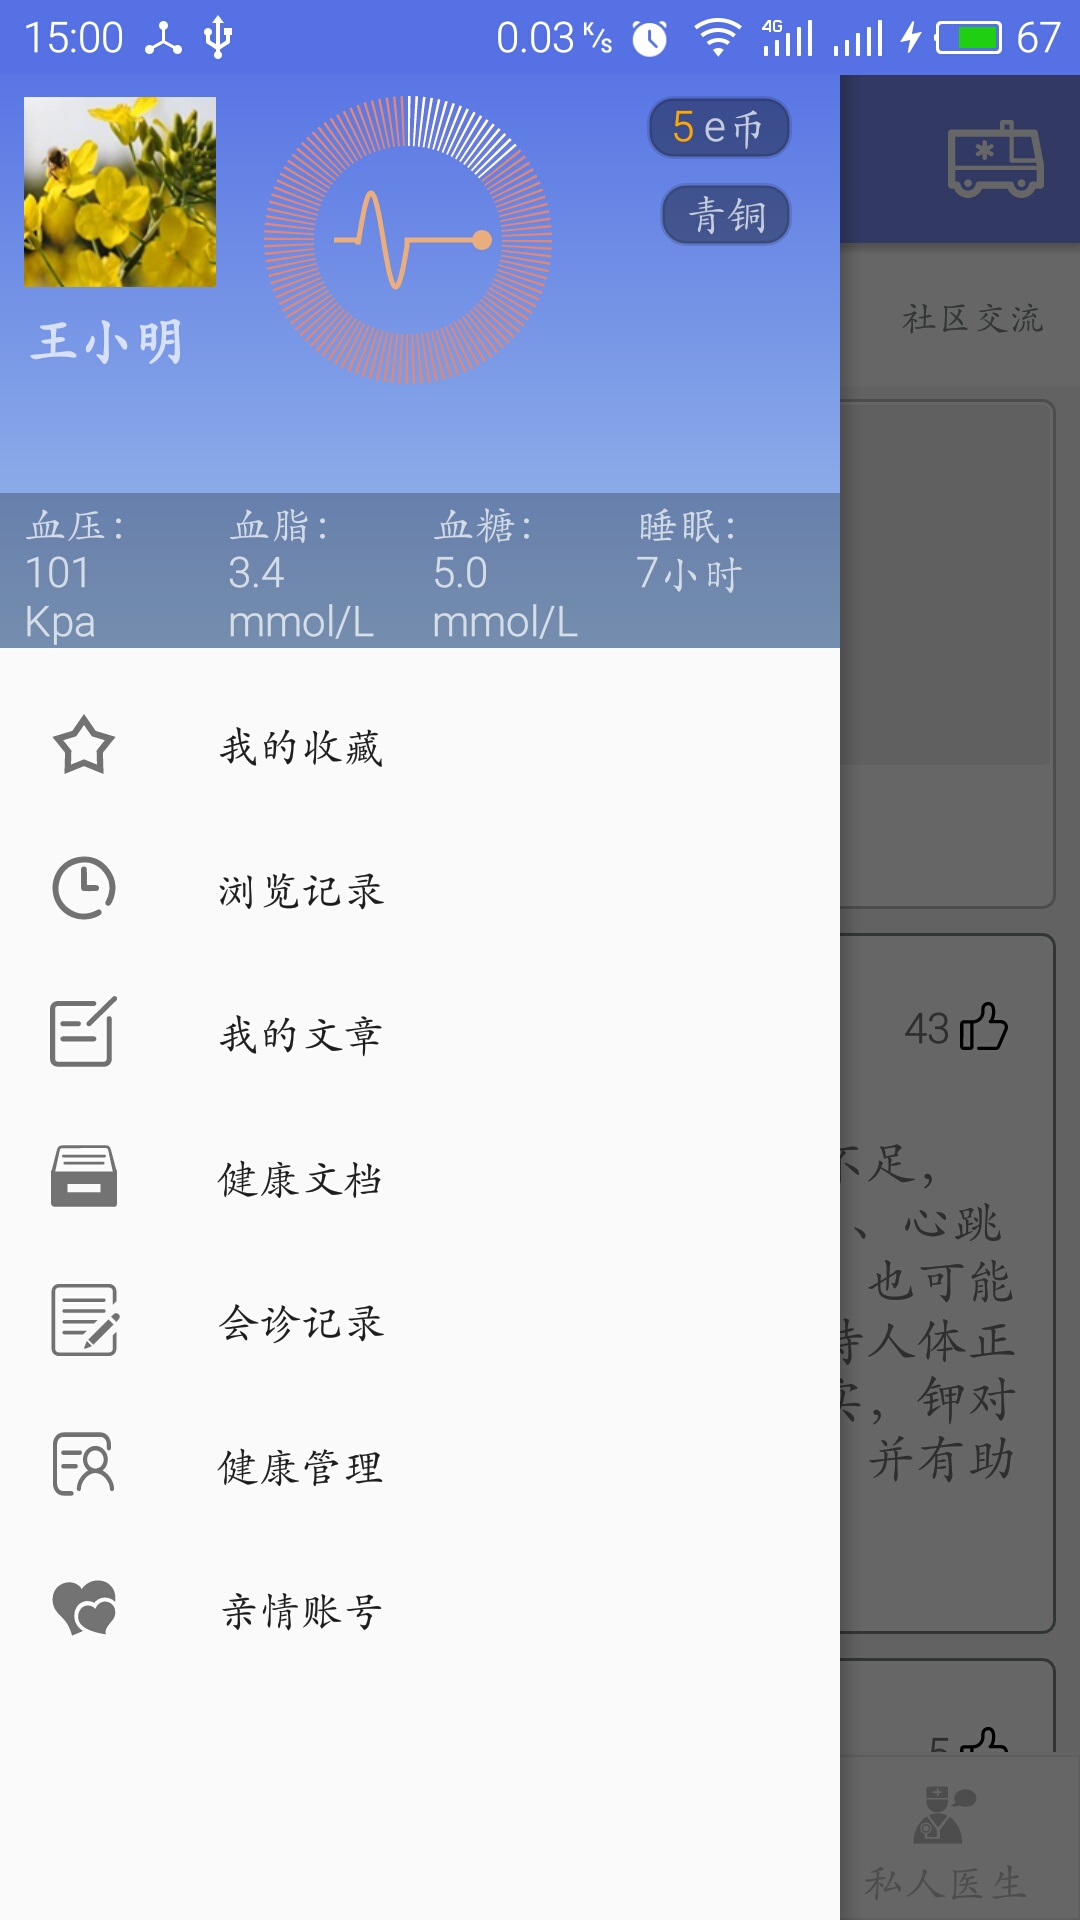 15:00 0.03 K/s 4G 67
5 e币
青铜
王小明
社区交流
血压: 血脂: 血糖: 睡眠:
101 3.4 5.0 7小时
Kpa mmol/L mmol/L
我的收藏
浏览记录
我的文章
43
健康文档
不足，
、心跳
也可能
会诊记录
持人体正
实，钾对
健康管理
并有助
亲情账号
5
私人医生